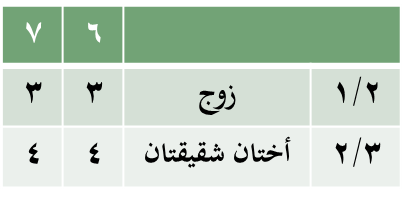 ٦ ٧
١/٢ زوج ٣ ٣
٢/٣ أختان شقيقتان ٤ ٤